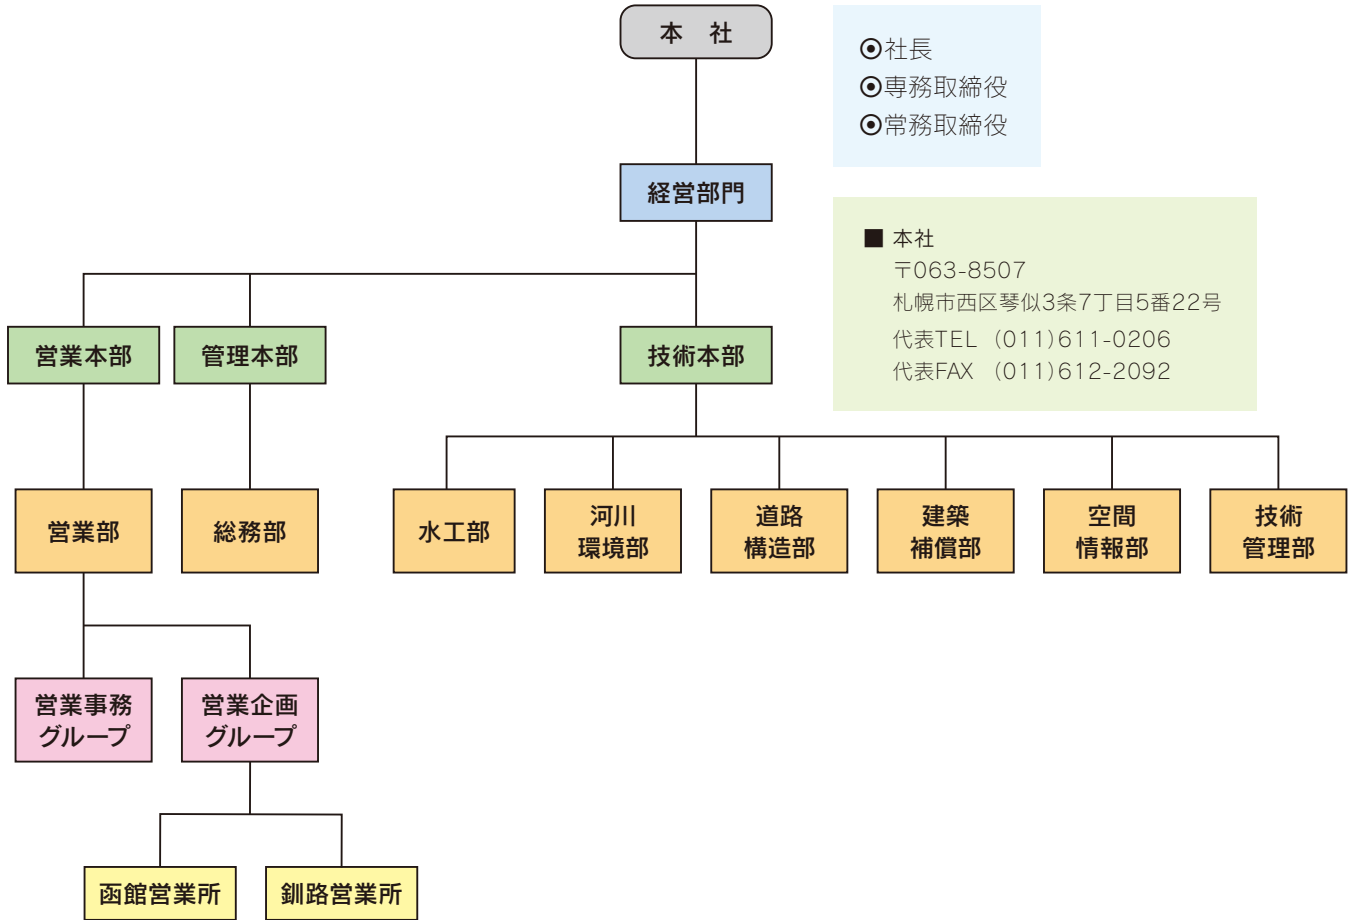 本　社
◉社長
◉専務取締役
◉常務取締役
経営部門
■ 本社
〒063-8507
札幌市西区琴似3条7丁目5番22号
代表TEL （011）611-0206
代表FAX （011）612-2092
営業本部
管理本部
技術本部
営業部
総務部
水工部
河川
環境部
道路
構造部
建築
補償部
空間
情報部
技術
管理部
営業事務
グループ
営業企画
グループ
函館営業所
釧路営業所